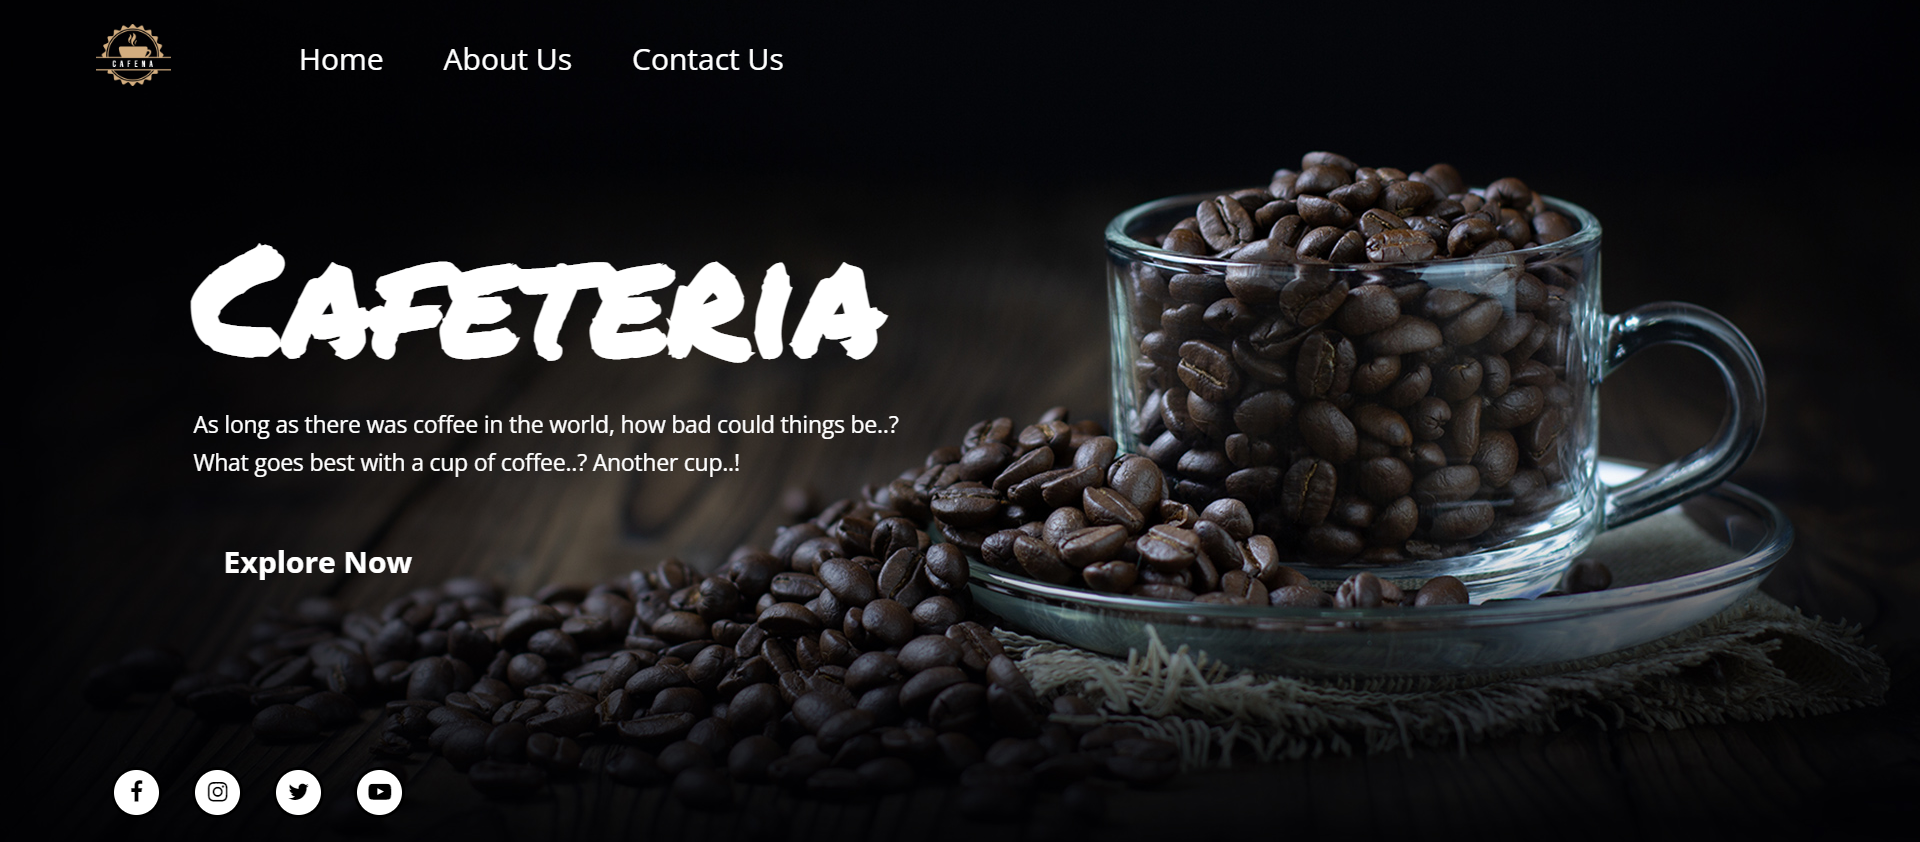 CAFENA
Home About Us Contact Us
CAFETERIA
As long as there was coffee in the world, how bad could things be..?
What goes best with a cup of coffee..? Another cup..!
Explore Now